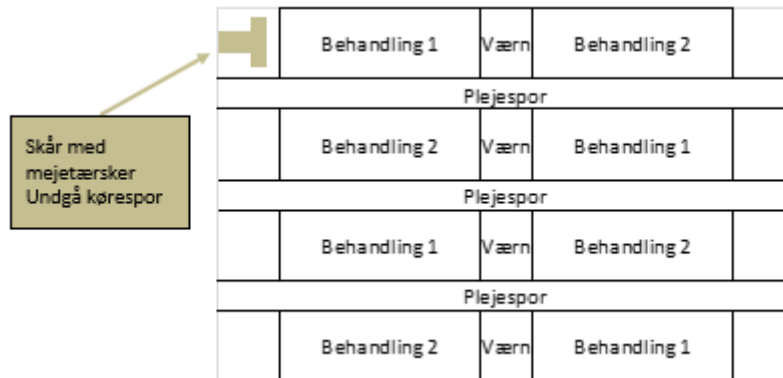 Behandling 1 Værn Behandling 2
Plejespor
Skår med
mejetærsker
Undgå kørespor
Behandling 2 Værn Behandling 1
Plejespor
Behandling 1 Værn Behandling 2
Plejespor
Behandling 2 Værn Behandling 1